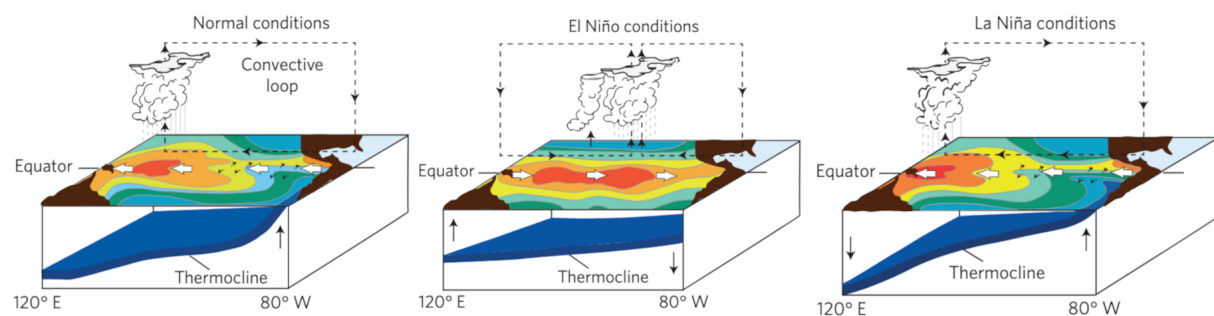 Normal conditions
Convective
loop
Equator
Thermocline
120° E
80° W
El Niño conditions
Equator
Thermocline
120° E
80° W
La Niña conditions
Equator
Thermocline
120° E
80° W